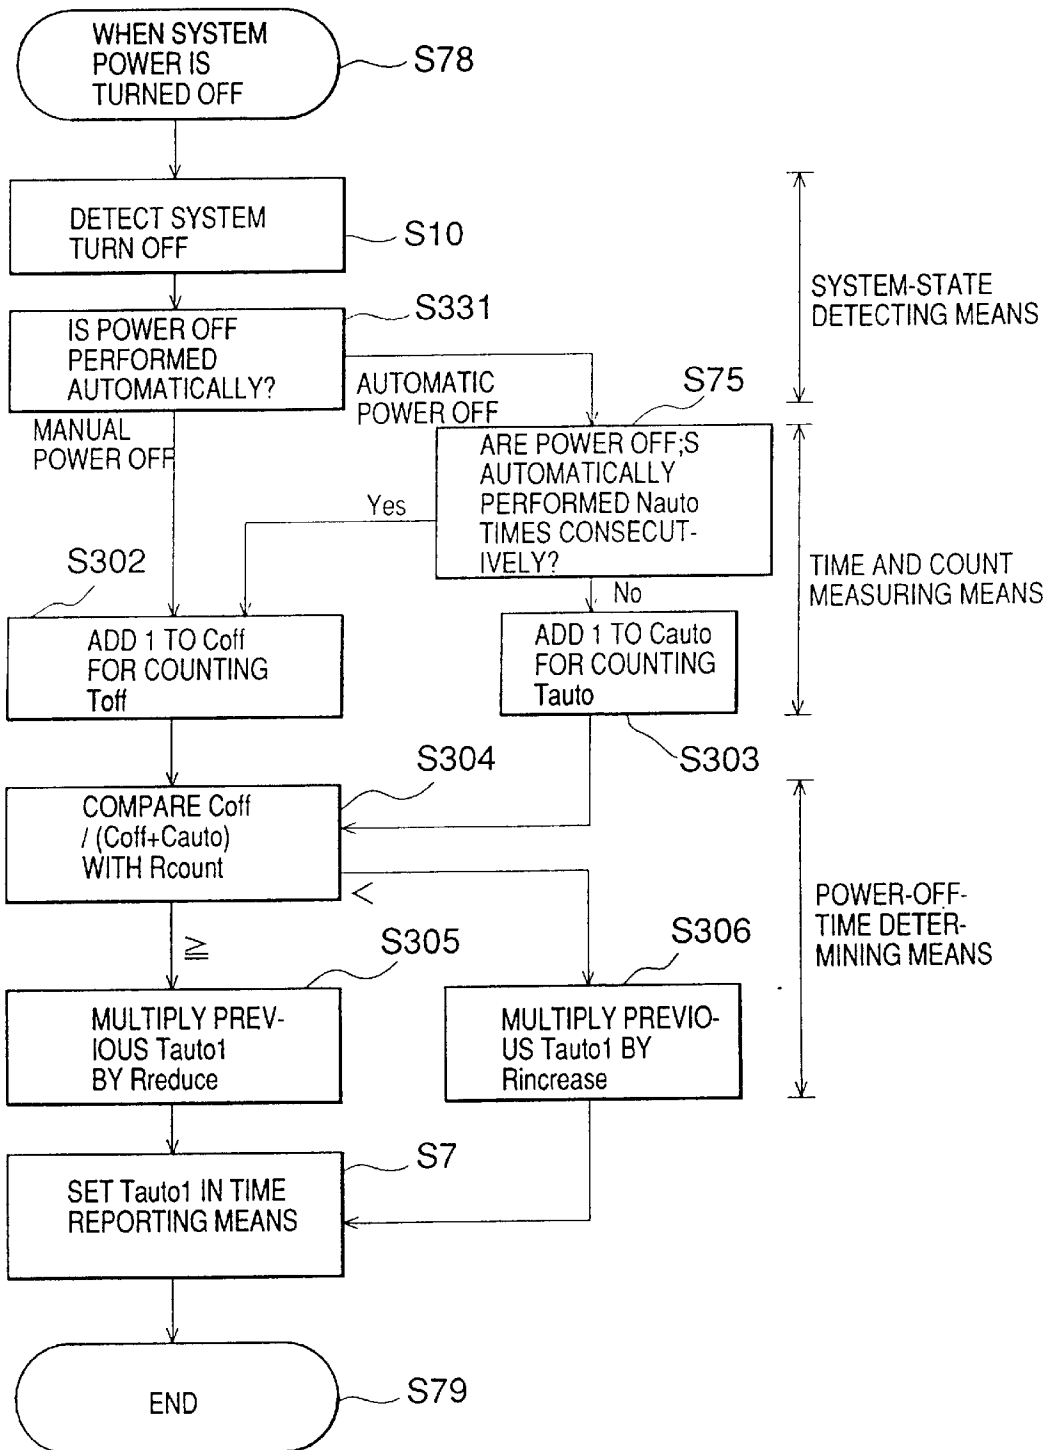 WHEN SYSTEM
POWER IS
TURNED OFF
S78
DETECT SYSTEM
TURN OFF
S10
SYSTEM-STATE
DETECTING MEANS
IS POWER OFF
PERFORMED
AUTOMATICALLY?
S331
AUTOMATIC
POWER OFF
MANUAL
POWER OFF
S75
ARE POWER OFF;S
AUTOMATICALLY
PERFORMED Nauto
TIMES CONSECUT-
IVELY?
Yes
No
TIME AND COUNT
MEASURING MEANS
S302
ADD 1 TO Coff
FOR COUNTING
Toff
ADD 1 TO Cauto
FOR COUNTING
Tauto
S303
S304
COMPARE Coff
/ (Coff+Cauto)
WITH Rcount
<
≧
POWER-OFF-
TIME DETER-
MINING MEANS
S305
MULTIPLY PREV-
IOUS Tauto1
BY Rreduce
S306
MULTIPLY PREVIO-
US Tauto1 BY
Rincrease
S7
SET Tauto1 IN TIME
REPORTING MEANS
END
S79